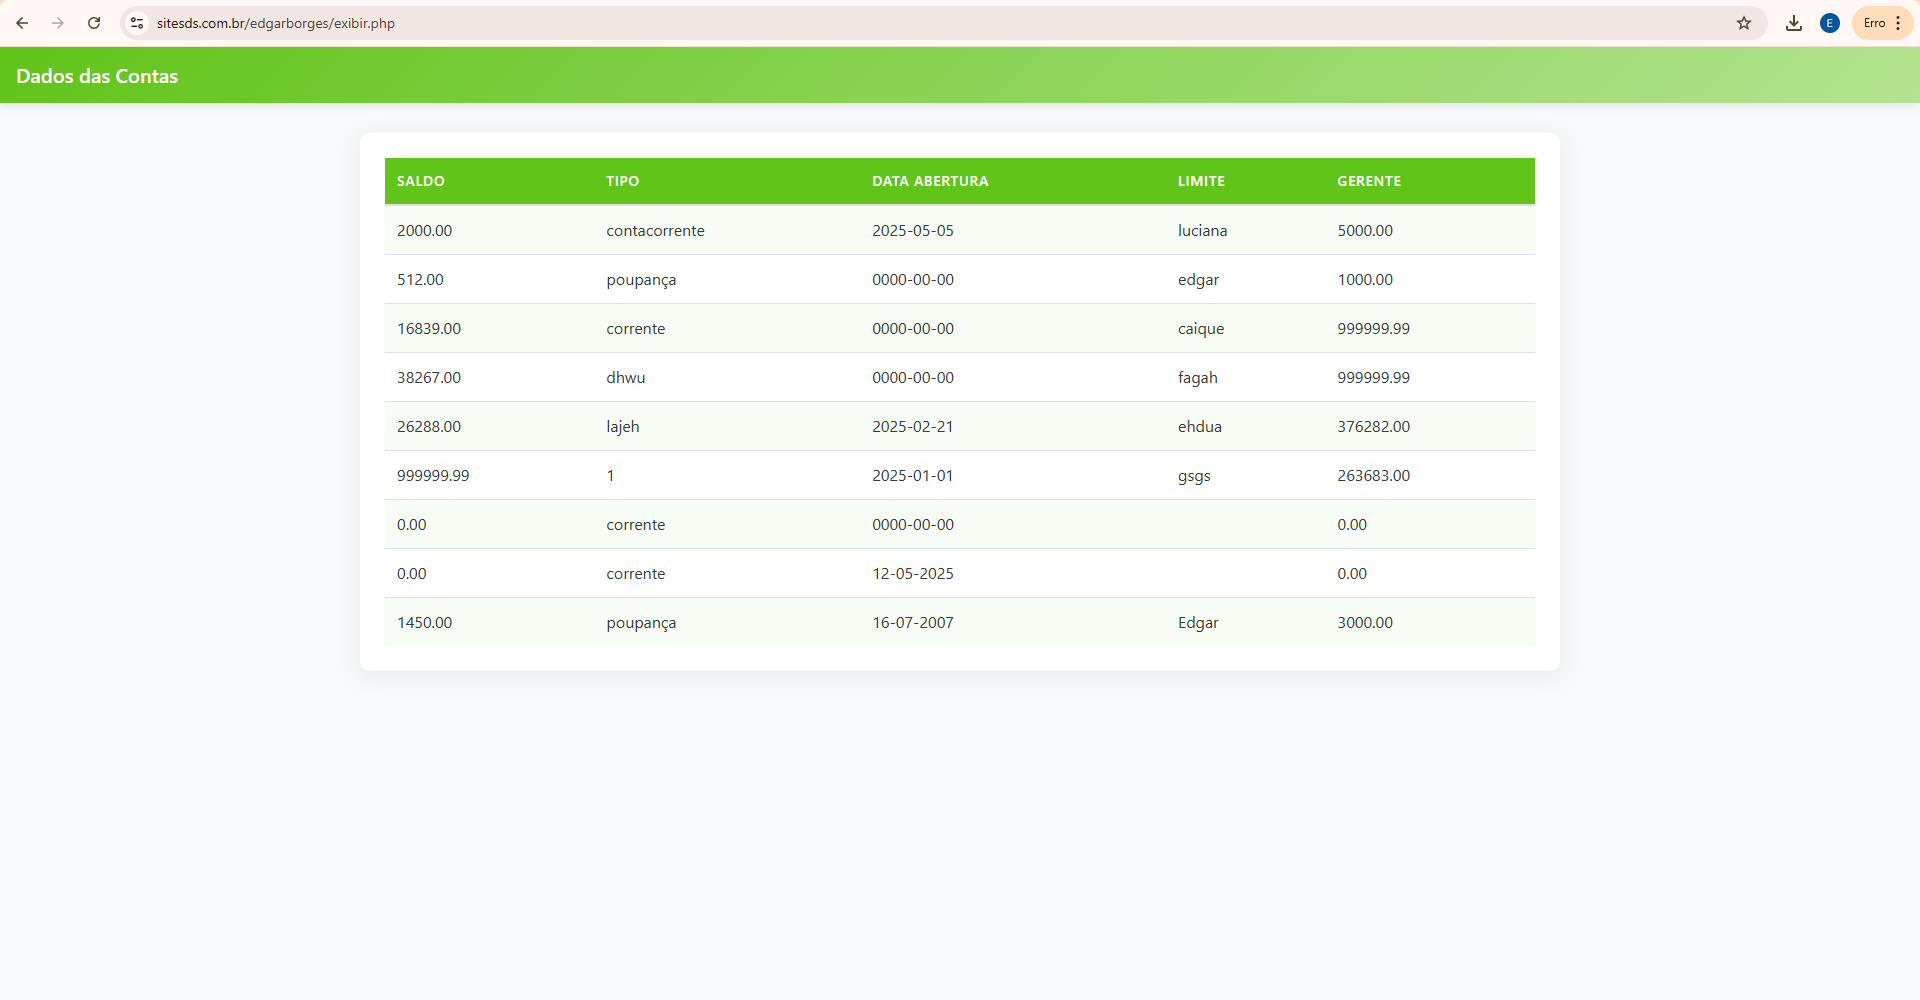 sitesds.com.br/edgarborges/exibir.php
E
Erro
Dados das Contas
SALDO TIPO DATA ABERTURA LIMITE GERENTE
2000.00 contacorrente 2025-05-05 luciana 5000.00
512.00 poupança 0000-00-00 edgar 1000.00
16839.00 corrente 0000-00-00 caique 999999.99
38267.00 dhwu 0000-00-00 fagah 999999.99
26288.00 lajeh 2025-02-21 ehdua 376282.00
999999.99 1 2025-01-01 gsgs 263683.00
0.00 corrente 0000-00-00 0.00
0.00 corrente 12-05-2025 0.00
1450.00 poupança 16-07-2007 Edgar 3000.00